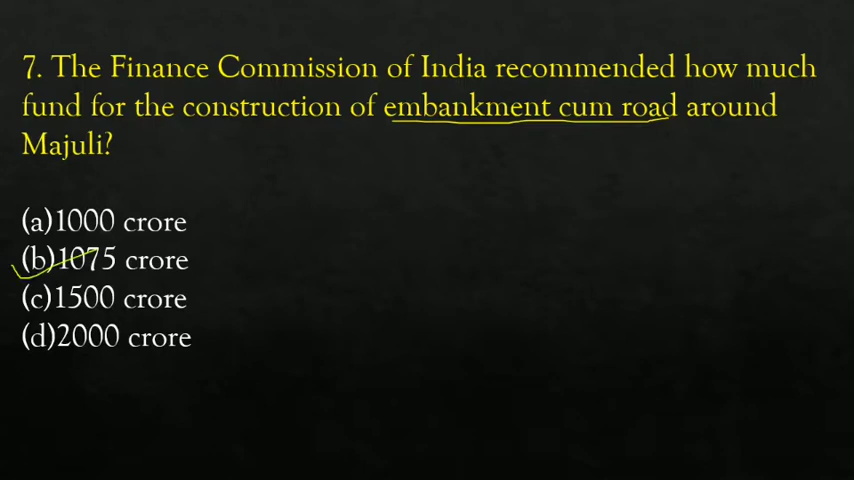 7. The Finance Commission of India recommended how much
fund for the construction of embankment cum road around
Majuli?
(a)1000 crore
(b)1075 crore
(c)1500 crore
(d)2000 crore